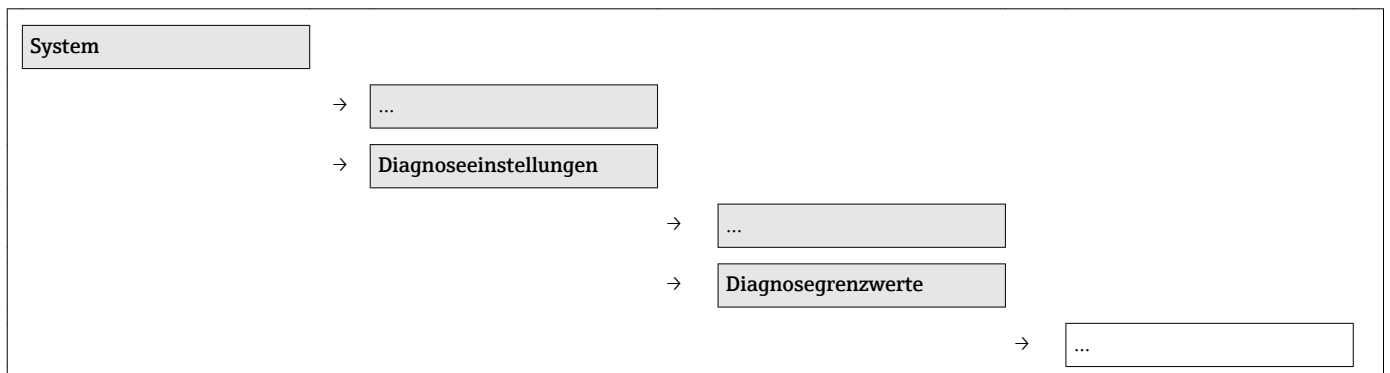 System
→ ...
→ Diagnoseeinstellungen
→ ...
→ Diagnosegrenzwerte
→ ...